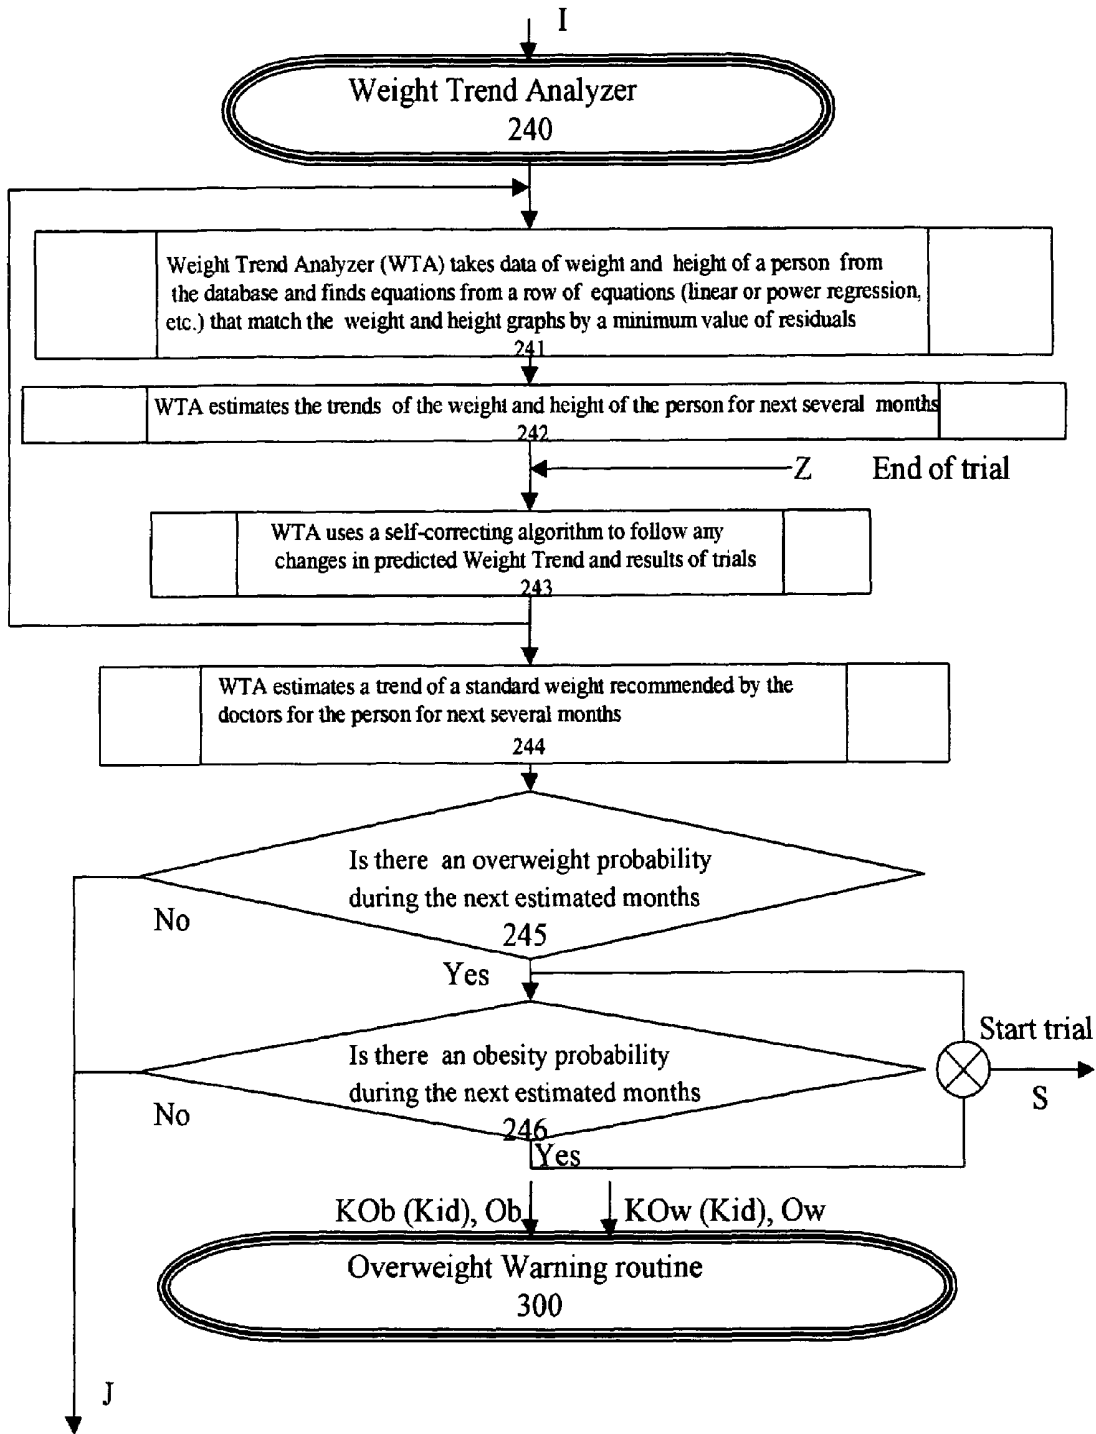 I
Weight Trend Analyzer
240
Weight Trend Analyzer (WTA) takes data of weight and height of a person from
the database and finds equations from a row of equations (linear or power regression,
etc.) that match the weight and height graphs by a minimum value of residuals
241
WTA estimates the trends of the weight and height of the person for next several months
242
Z End of trial
WTA uses a self-correcting algorithm to follow any
changes in predicted Weight Trend and results of trials
243
WTA estimates a trend of a standard weight recommended by the
doctors for the person for next several months
244
Is there an overweight probability
during the next estimated months
No
245
Yes
Start trial
Is there an obesity probability
during the next estimated months
S
No
246
Yes
KOb (Kid), Ob KOw (Kid), Ow
Overweight Warning routine
300
J